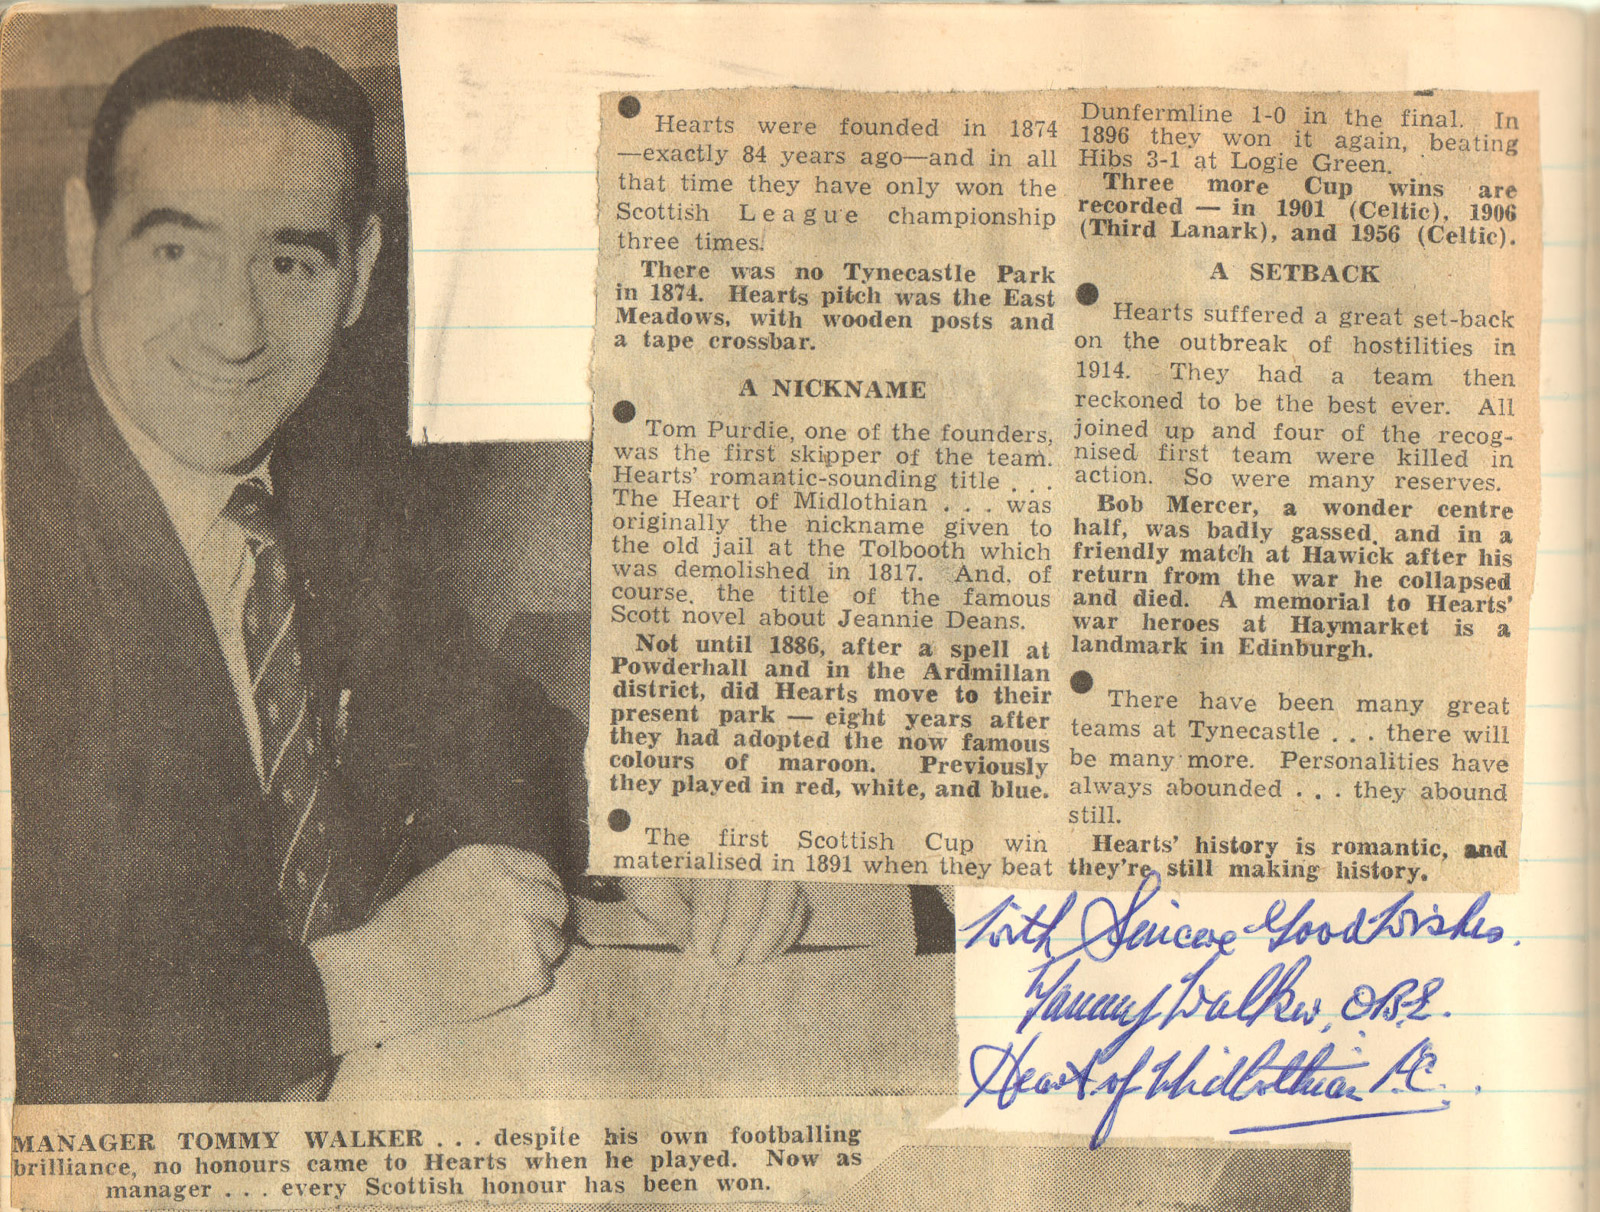 Hearts were founded in 1874
—exactly 84 years ago—and in all
that time they have only won the
Scottish League championship
three times.
There was no Tynecastle Park
in 1874. Hearts pitch was the East
Meadows, with wooden posts and
a tape crossbar.
A NICKNAME
Tom Purdie, one of the founders,
was the first skipper of the team.
Hearts' romantic-sounding title . . .
The Heart of Midlothian . . . was
originally the nickname given to
the old jail at the Tolbooth which
was demolished in 1817. And, of
course, the title of the famous
Scott novel about Jeannie Deans.
Not until 1886, after a spell at
Powderhall and in the Ardmillan
district, did Hearts move to their
present park — eight years after
they had adopted the now famous
colours of maroon. Previously
they played in red, white, and blue.
The first Scottish Cup win
materialised in 1891 when they beat
Dunfermline 1-0 in the final. In
1896 they won it again, beating
Hibs 3-1 at Logie Green.
Three more Cup wins are
recorded — in 1901 (Celtic), 1906
(Third Lanark), and 1956 (Celtic).
A SETBACK
Hearts suffered a great set-back
on the outbreak of hostilities in
1914. They had a team then
reckoned to be the best ever. All
joined up and four of the recog-
nised first team were killed in
action. So were many reserves.
Bob Mercer, a wonder centre
half, was badly gassed, and in a
friendly match at Hawick after his
return from the war he collapsed
and died. A memorial to Hearts'
war heroes at Haymarket is a
landmark in Edinburgh.
There have been many great
teams at Tynecastle . . . there will
be many more. Personalities have
always abounded . . . they abound
still.
Hearts' history is romantic, and
they're still making history.
With Sincere Good Wishes.
Tommy Walker, O.B.E.
Heart of Midlothian F.C.
MANAGER TOMMY WALKER . . . despite his own footballing
brilliance, no honours came to Hearts when he played. Now as
manager . . . every Scottish honour has been won.